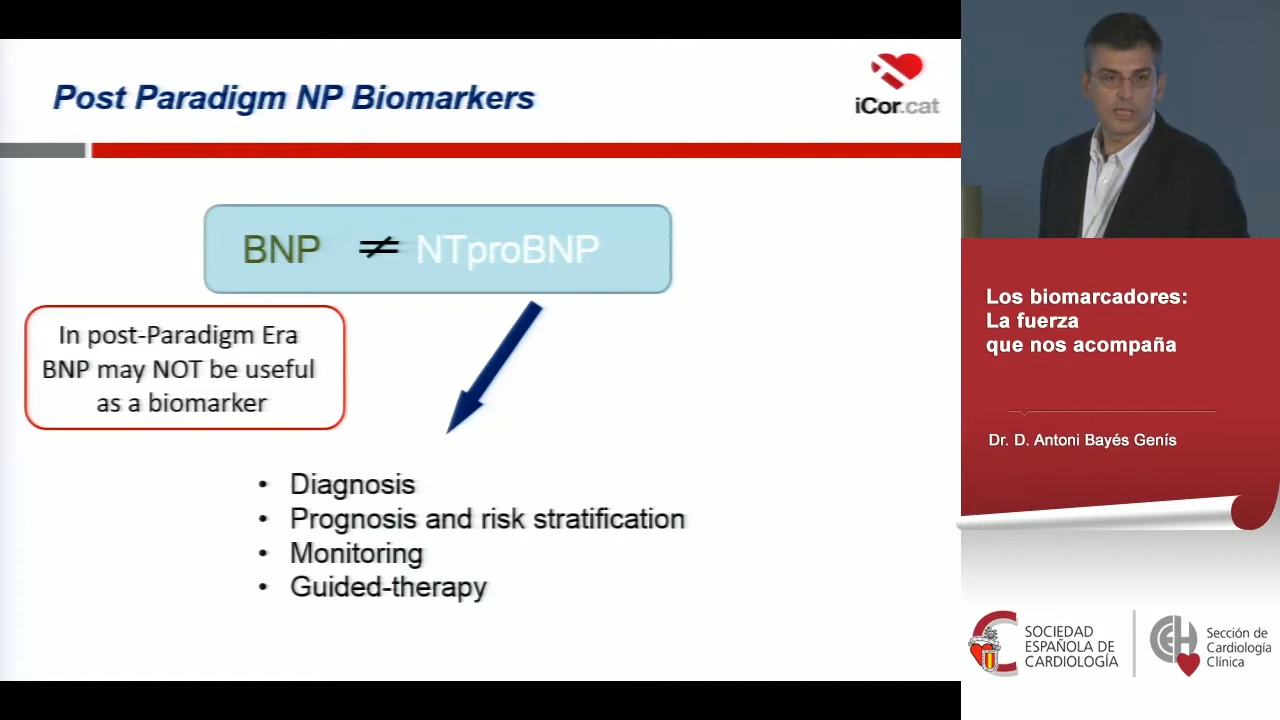 Post Paradigm NP Biomarkers
iCor.cat
BNP ≠ NTproBNP
In post-Paradigm Era
BNP may NOT be useful
as a biomarker
• Diagnosis
• Prognosis and risk stratification
• Monitoring
• Guided-therapy
Los biomarcadores:
La fuerza
que nos acompaña
Dr. D. Antoni Bayés Genís
SOCIEDAD
ESPAÑOLA DE
CARDIOLOGÍA
Sección de
Cardiología
Clínica